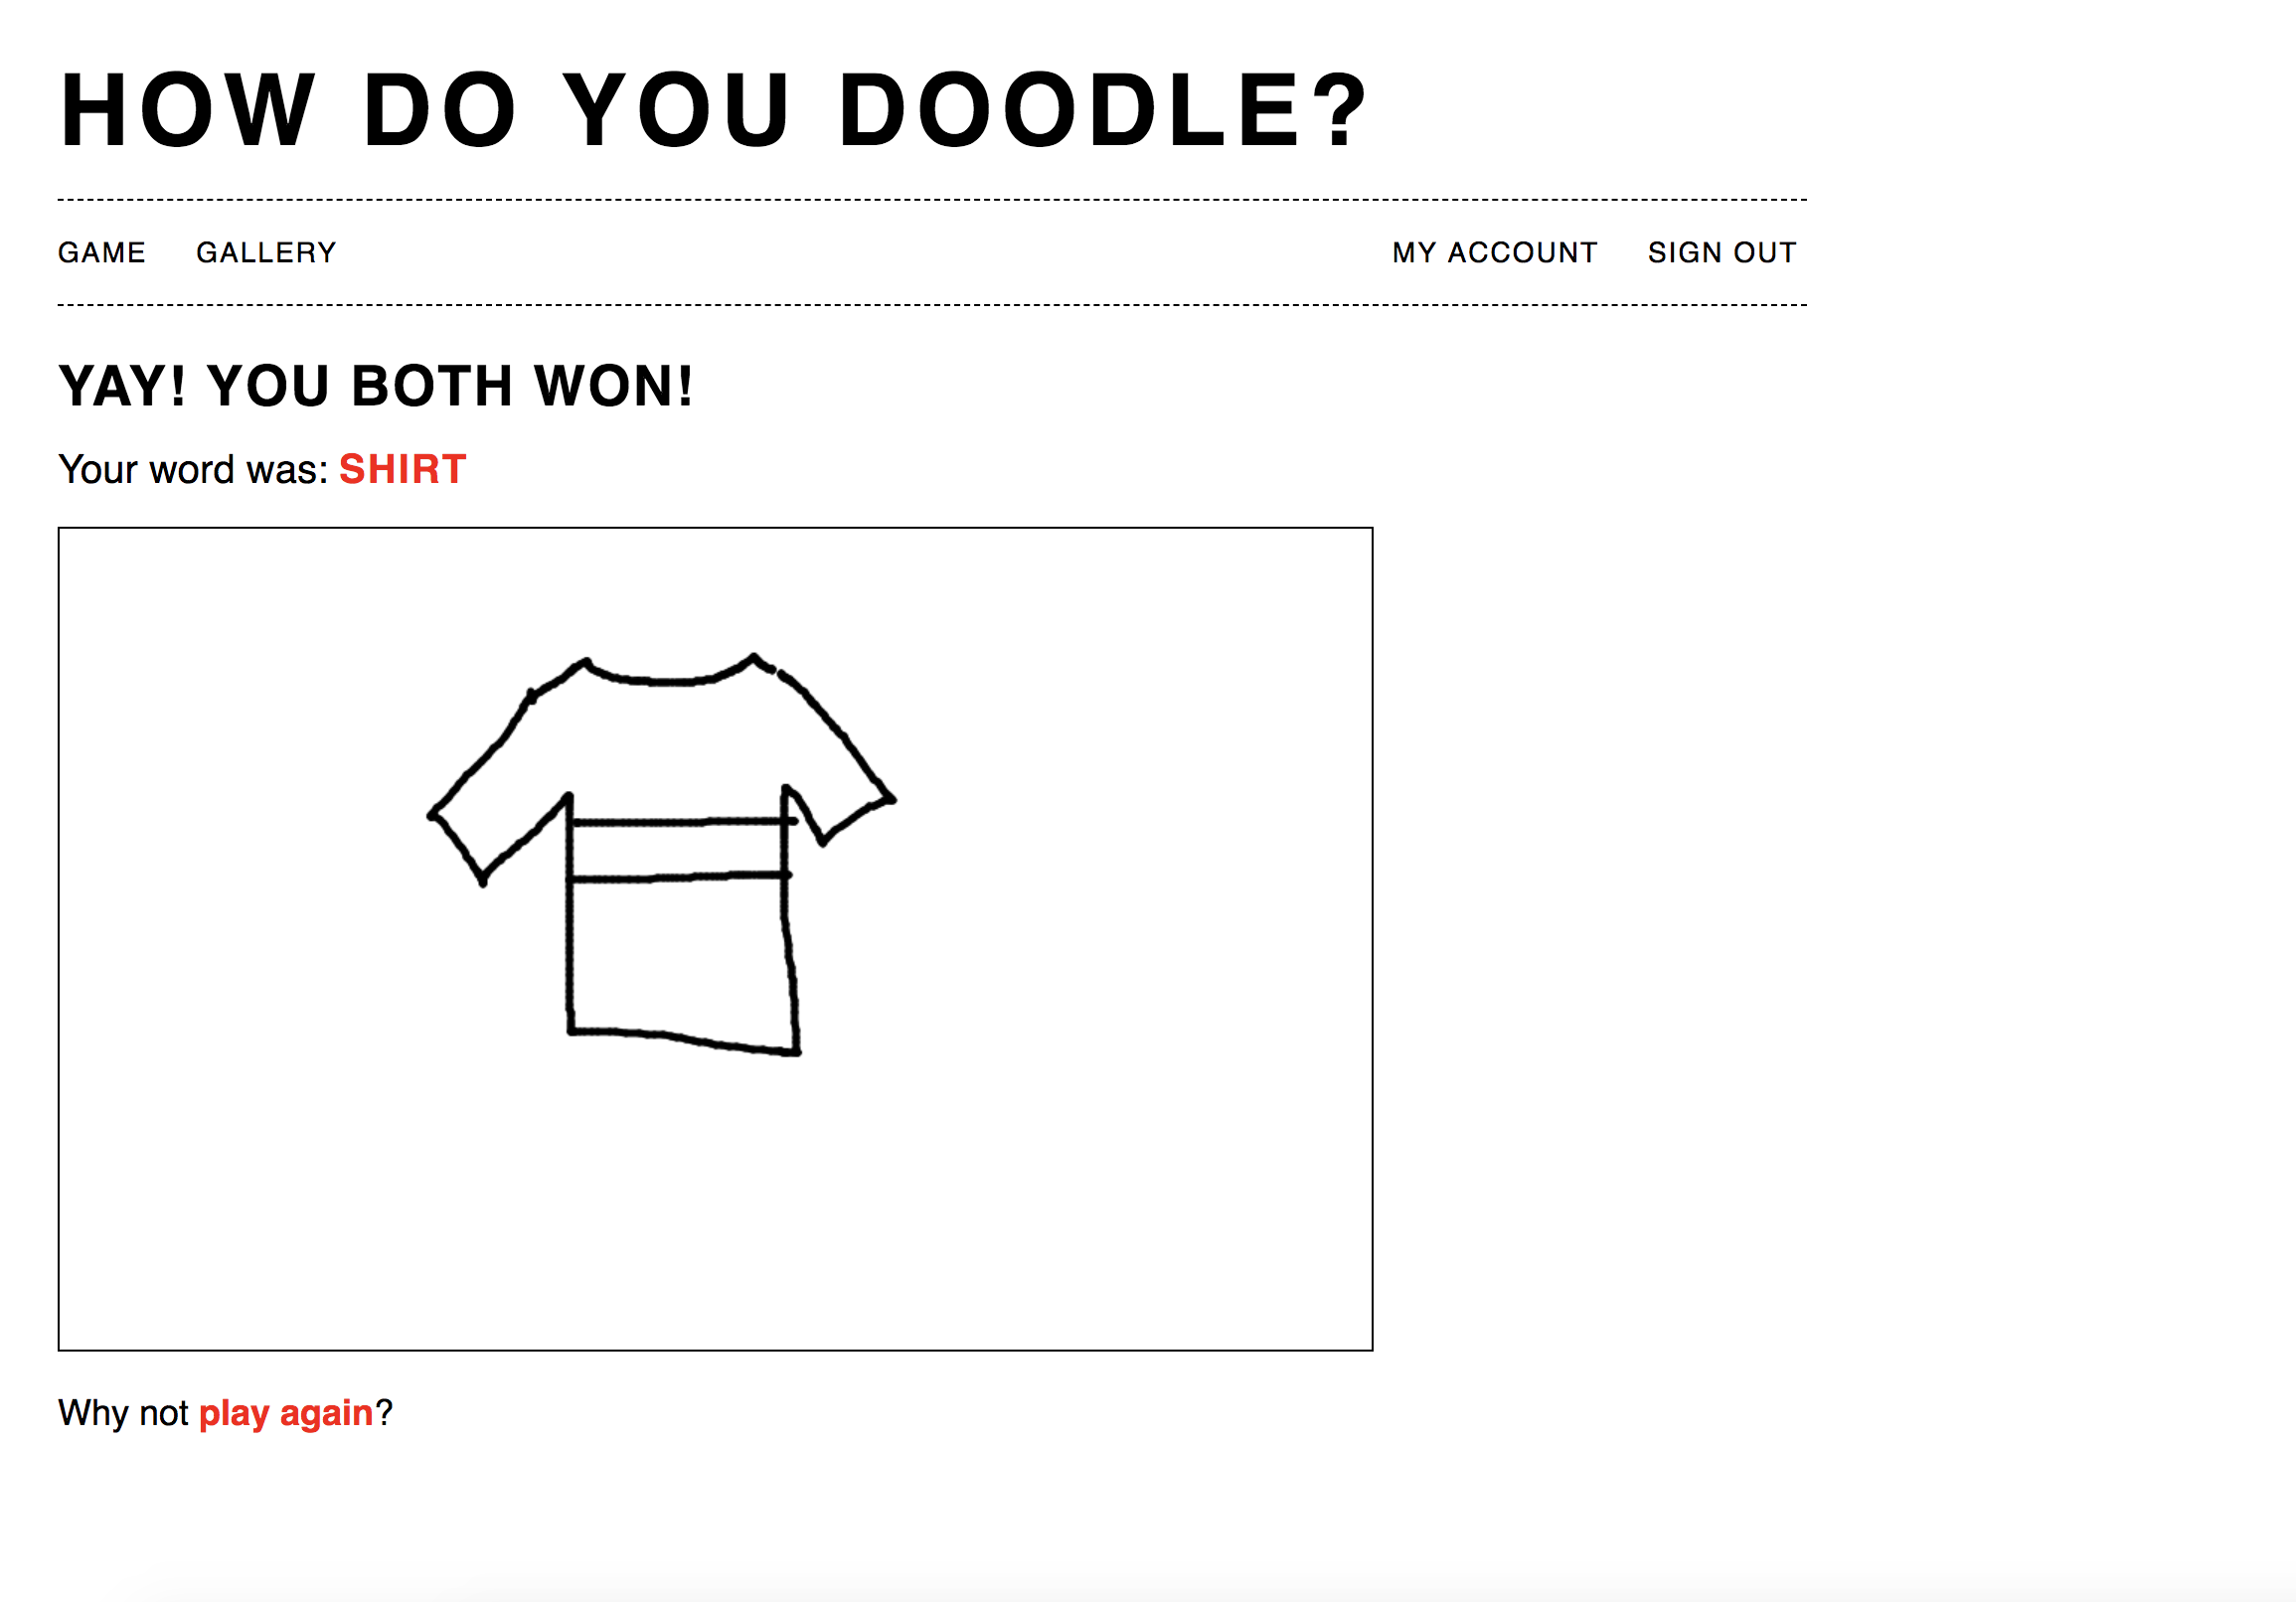 HOW DO YOU DOODLE?
GAME GALLERY MY ACCOUNT SIGN OUT
YAY! YOU BOTH WON!
Your word was: SHIRT
Why not play again?